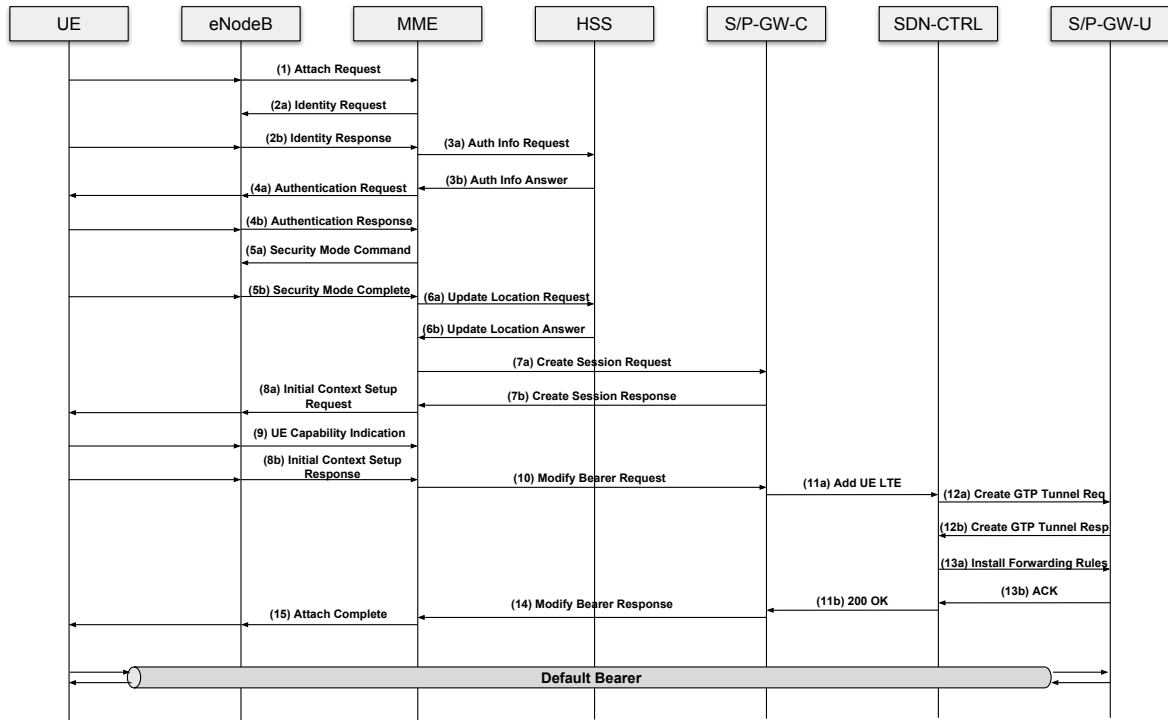 UE
eNodeB
MME
HSS
S/P-GW-C
SDN-CTRL
S/P-GW-U
(1) Attach Request
(2a) Identity Request
(2b) Identity Response
(3a) Auth Info Request
(3b) Auth Info Answer
(4a) Authentication Request
(4b) Authentication Response
(5a) Security Mode Command
(5b) Security Mode Complete
(6a) Update Location Request
(6b) Update Location Answer
(7a) Create Session Request
(8a) Initial Context Setup
Request
(7b) Create Session Response
(9) UE Capability Indication
(8b) Initial Context Setup
Response
(10) Modify Bearer Request
(11a) Add UE LTE
(12a) Create GTP Tunnel Req
(12b) Create GTP Tunnel Resp
(13a) Install Forwarding Rules
(13b) ACK
(11b) 200 OK
(14) Modify Bearer Response
(15) Attach Complete
Default Bearer